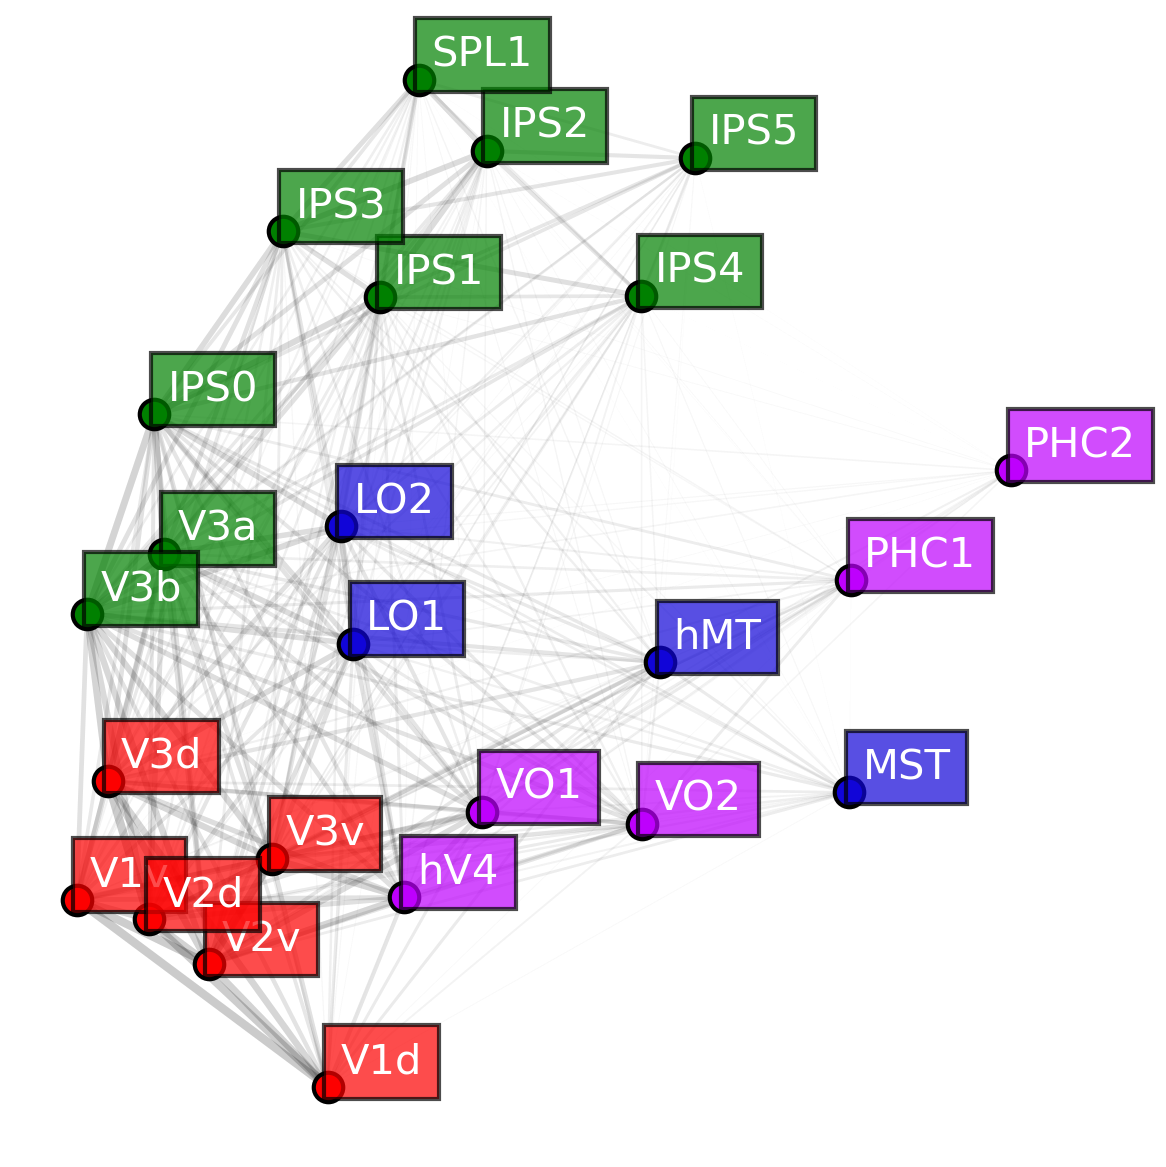 SPL1
IPS2
IPS5
IPS3
IPS1
IPS4
IPS0
PHC2
LO2
V3a
PHC1
V3b
LO1
hMT
V3d
MST
VO1
VO2
V3v
hV4
V1v
V2d
V2v
V1d